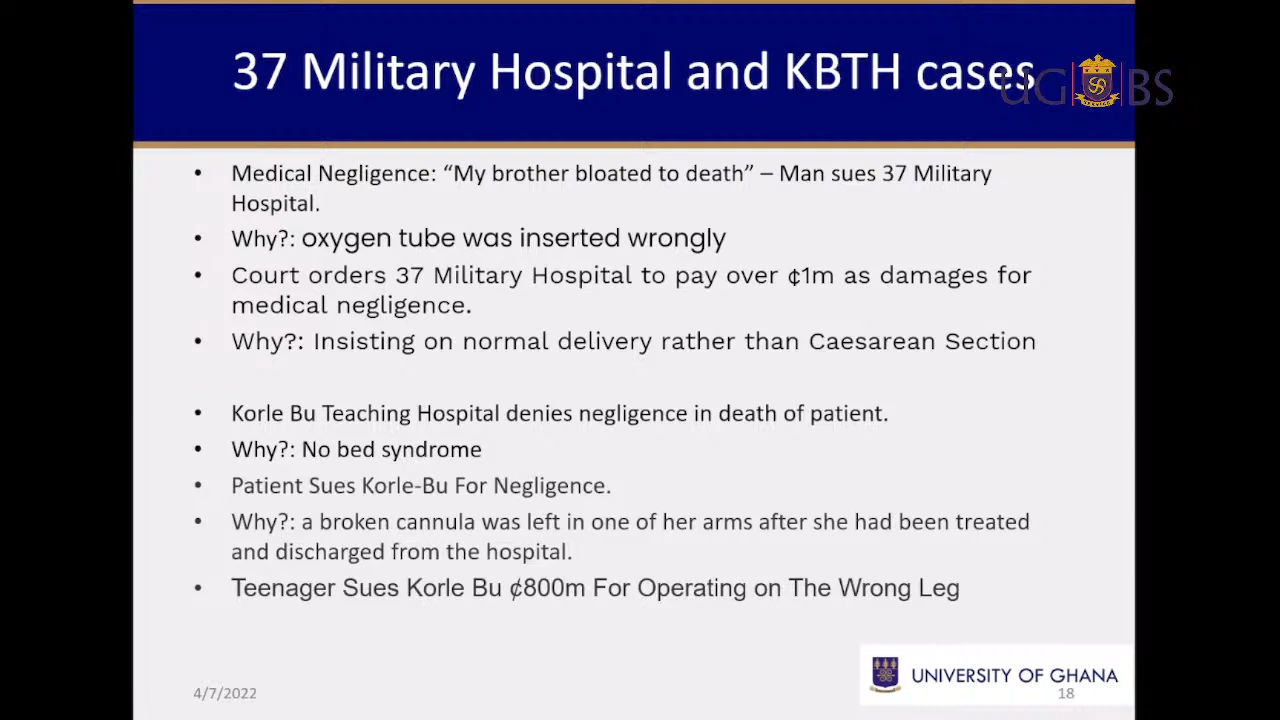 37 Military Hospital and KBTH cases
UGBS
• Medical Negligence: “My brother bloated to death” – Man sues 37 Military
Hospital.
• Why?: oxygen tube was inserted wrongly
• Court orders 37 Military Hospital to pay over ¢1m as damages for
medical negligence.
• Why?: Insisting on normal delivery rather than Caesarean Section
• Korle Bu Teaching Hospital denies negligence in death of patient.
• Why?: No bed syndrome
• Patient Sues Korle-Bu For Negligence.
• Why?: a broken cannula was left in one of her arms after she had been treated
and discharged from the hospital.
• Teenager Sues Korle Bu ¢800m For Operating on The Wrong Leg
UNIVERSITY OF GHANA
4/7/2022
18